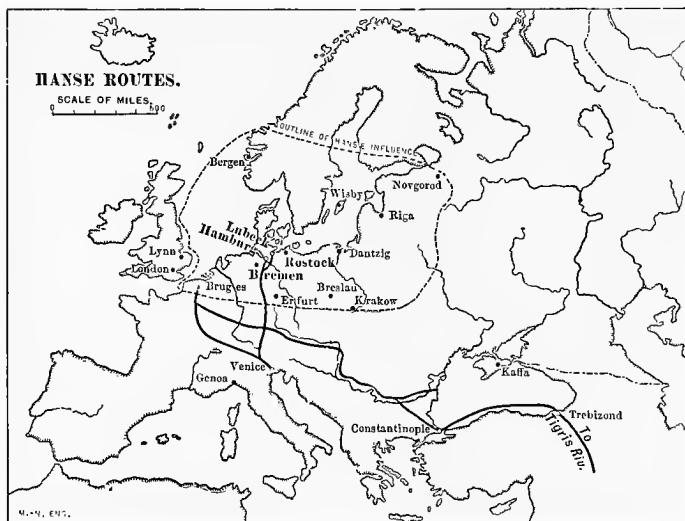 HANSE ROUTES.
SCALE OF MILES.
0 500
OUTLINE OF HANSE INFLUENCE
Bergen
Novgorod
Wisby
Riga
Lubeck
Hamburg
Lynn
Rostock
Dantzig
London
Bremen
Bruges
Breslau
Erfurt
Krakow
Venice
Kaffa
Genoa
Trebizond
Constantinople
To
Tigris Riv.
M.-N. ENG.